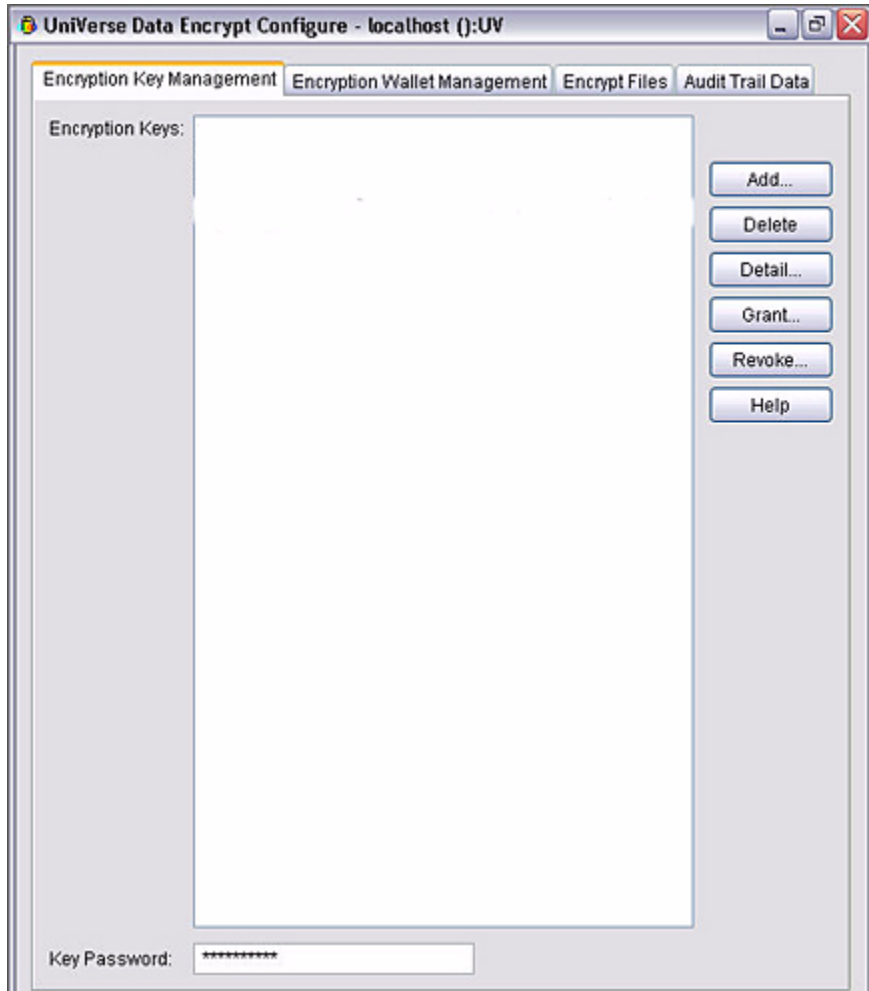 UniVerse Data Encrypt Configure - localhost ():UV
Encryption Key Management Encryption Wallet Management Encrypt Files Audit Trail Data
Encryption Keys:
Add...
Delete
Detail...
Grant...
Revoke...
Help
Key Password: **********